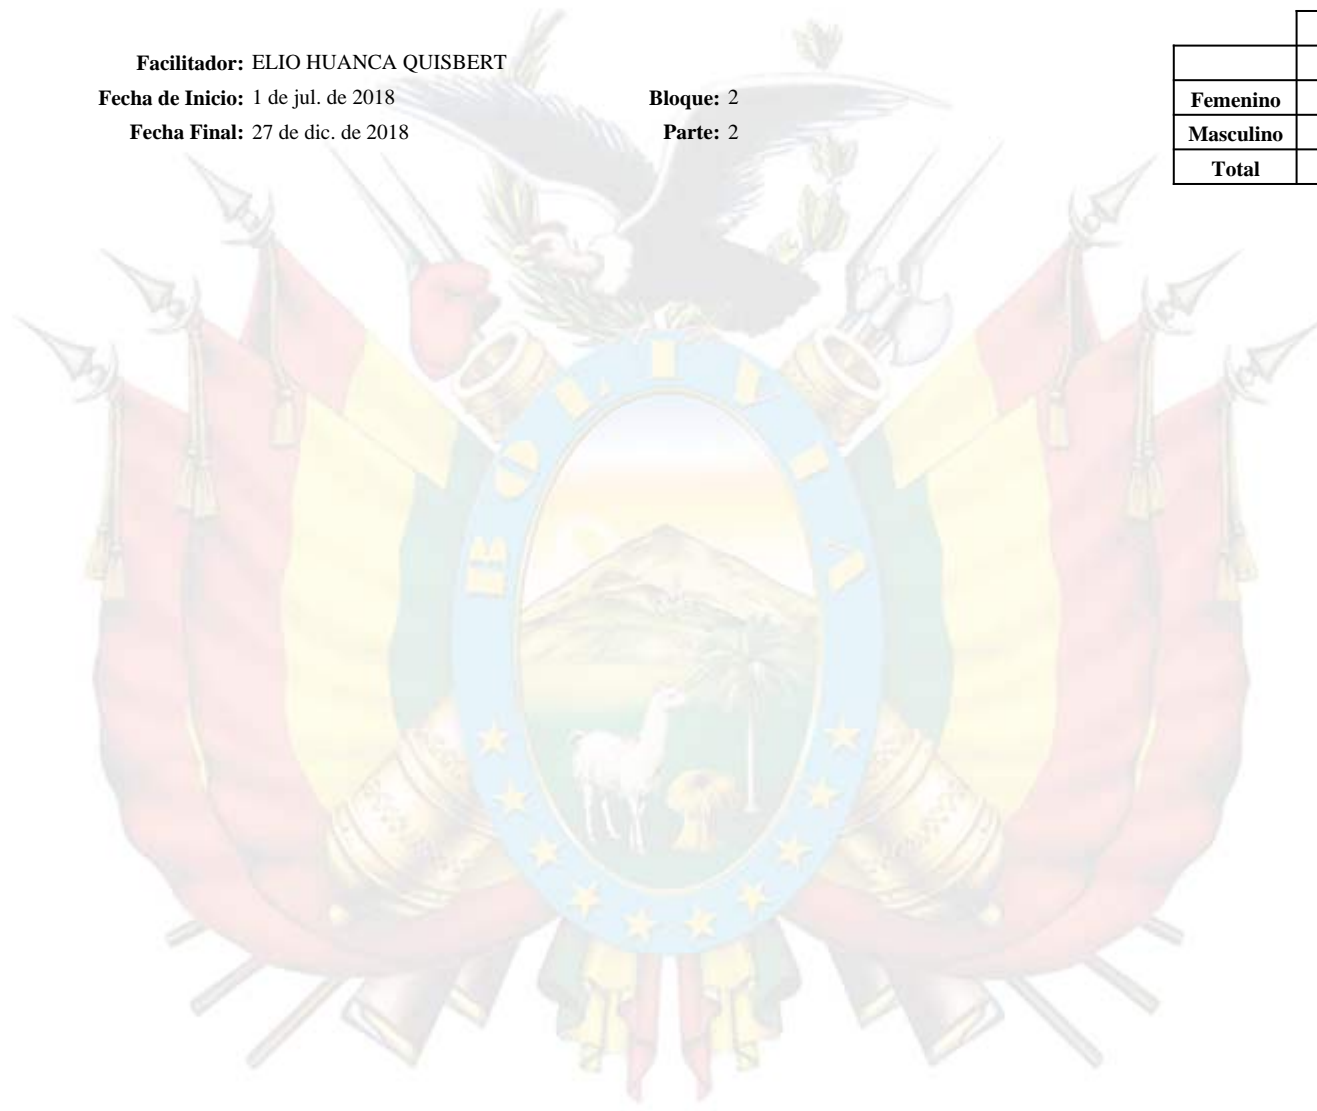 Facilitador: ELIO HUANCA QUISBERT
Fecha de Inicio: 1 de jul. de 2018 Bloque: 2
Fecha Final: 27 de dic. de 2018 Parte: 2
Femenino
Masculino
Total
BOLIVIA